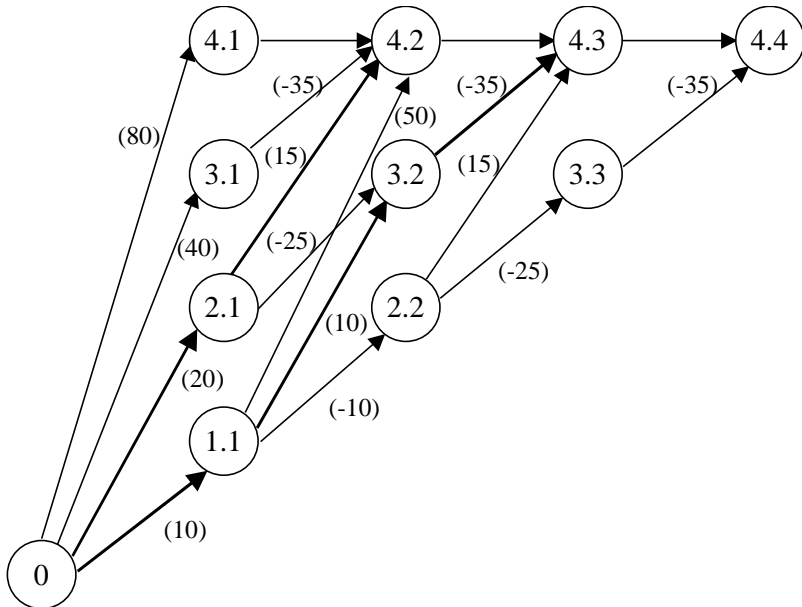 4.1 4.2 4.3 4.4
(-35) (-35) (-35)
(50)
(80) (15) (15)
3.1 3.2 3.3
(40) (-25) (-25)
2.1 2.2
(10)
(20) (-10)
1.1
(10)
0